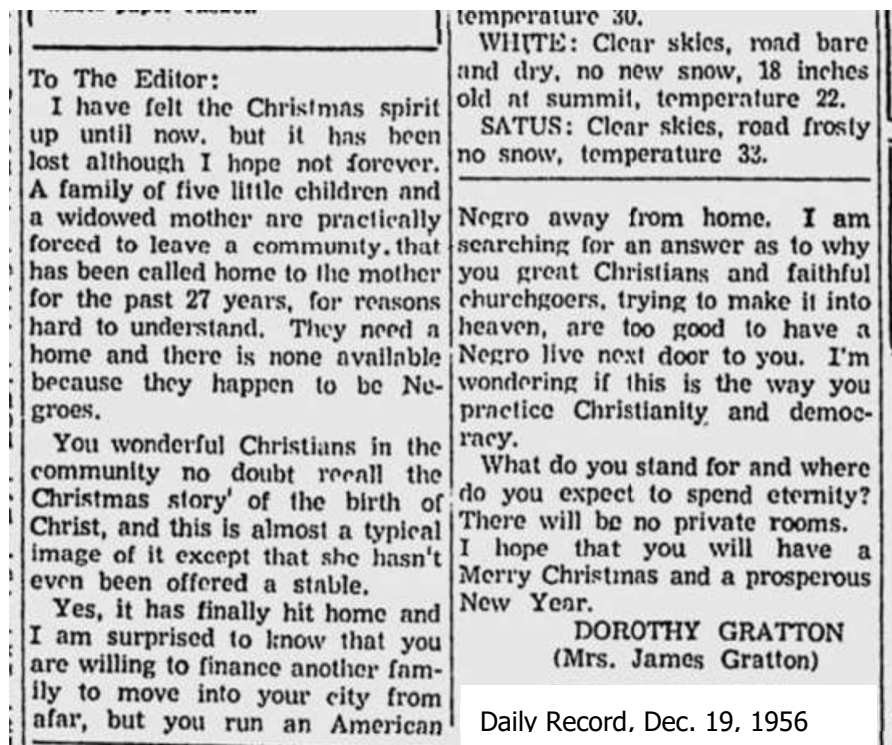 To The Editor:
I have felt the Christmas spirit
up until now, but it has been
lost although I hope not forever.
A family of five little children and
a widowed mother are practically
forced to leave a community, that
has been called home to the mother
for the past 27 years, for reasons
hard to understand. They need a
home and there is none available
because they happen to be Ne-
groes.
You wonderful Christians in the
community no doubt recall the
Christmas story' of the birth of
Christ, and this is almost a typical
image of it except that she hasn't
even been offered a stable.
Yes, it has finally hit home and
I am surprised to know that you
are willing to finance another fam-
ily to move into your city from
afar, but you run an American
temperature 30.
WHITE: Clear skies, road bare
and dry, no new snow, 18 inches
old at summit, temperature 22.
SATUS: Clear skies, road frosty
no snow, temperature 33.
Negro away from home. I am
searching for an answer as to why
you great Christians and faithful
churchgoers, trying to make it into
heaven, are too good to have a
Negro live next door to you. I'm
wondering if this is the way you
practice Christianity and democ-
racy.
What do you stand for and where
do you expect to spend eternity?
There will be no private rooms.
I hope that you will have a
Merry Christmas and a prosperous
New Year.
DOROTHY GRATTON
(Mrs. James Gratton)
Daily Record, Dec. 19, 1956